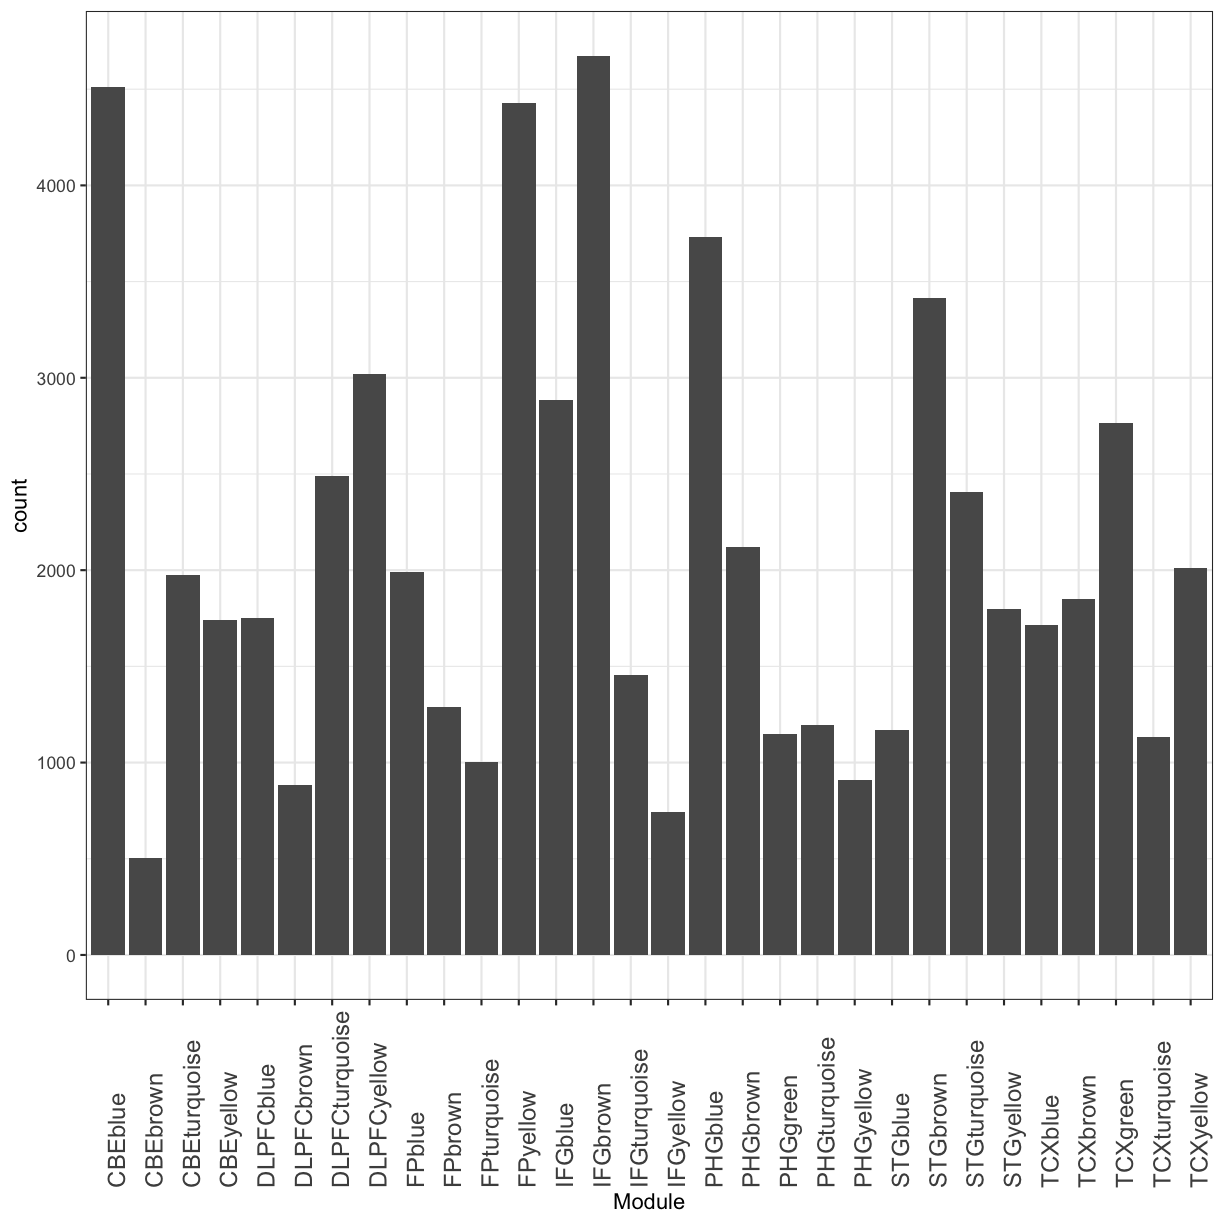 count
4000
3000
2000
1000
0
CBEblue
CBEbrown
CBEturquoise
CBEyellow
DLPFCblue
DLPFCbrown
DLPFCturquoise
DLPFCyellow
FPblue
FPbrown
FPturquoise
FPyellow
IFGblue
IFGbrown
IFGturquoise
IFGyellow
PHGblue
PHGbrown
PHGgreen
PHGturquoise
PHGyellow
STGblue
STGbrown
STGturquoise
STGyellow
TCXblue
TCXbrown
TCXgreen
TCXturquoise
TCXyellow
Module